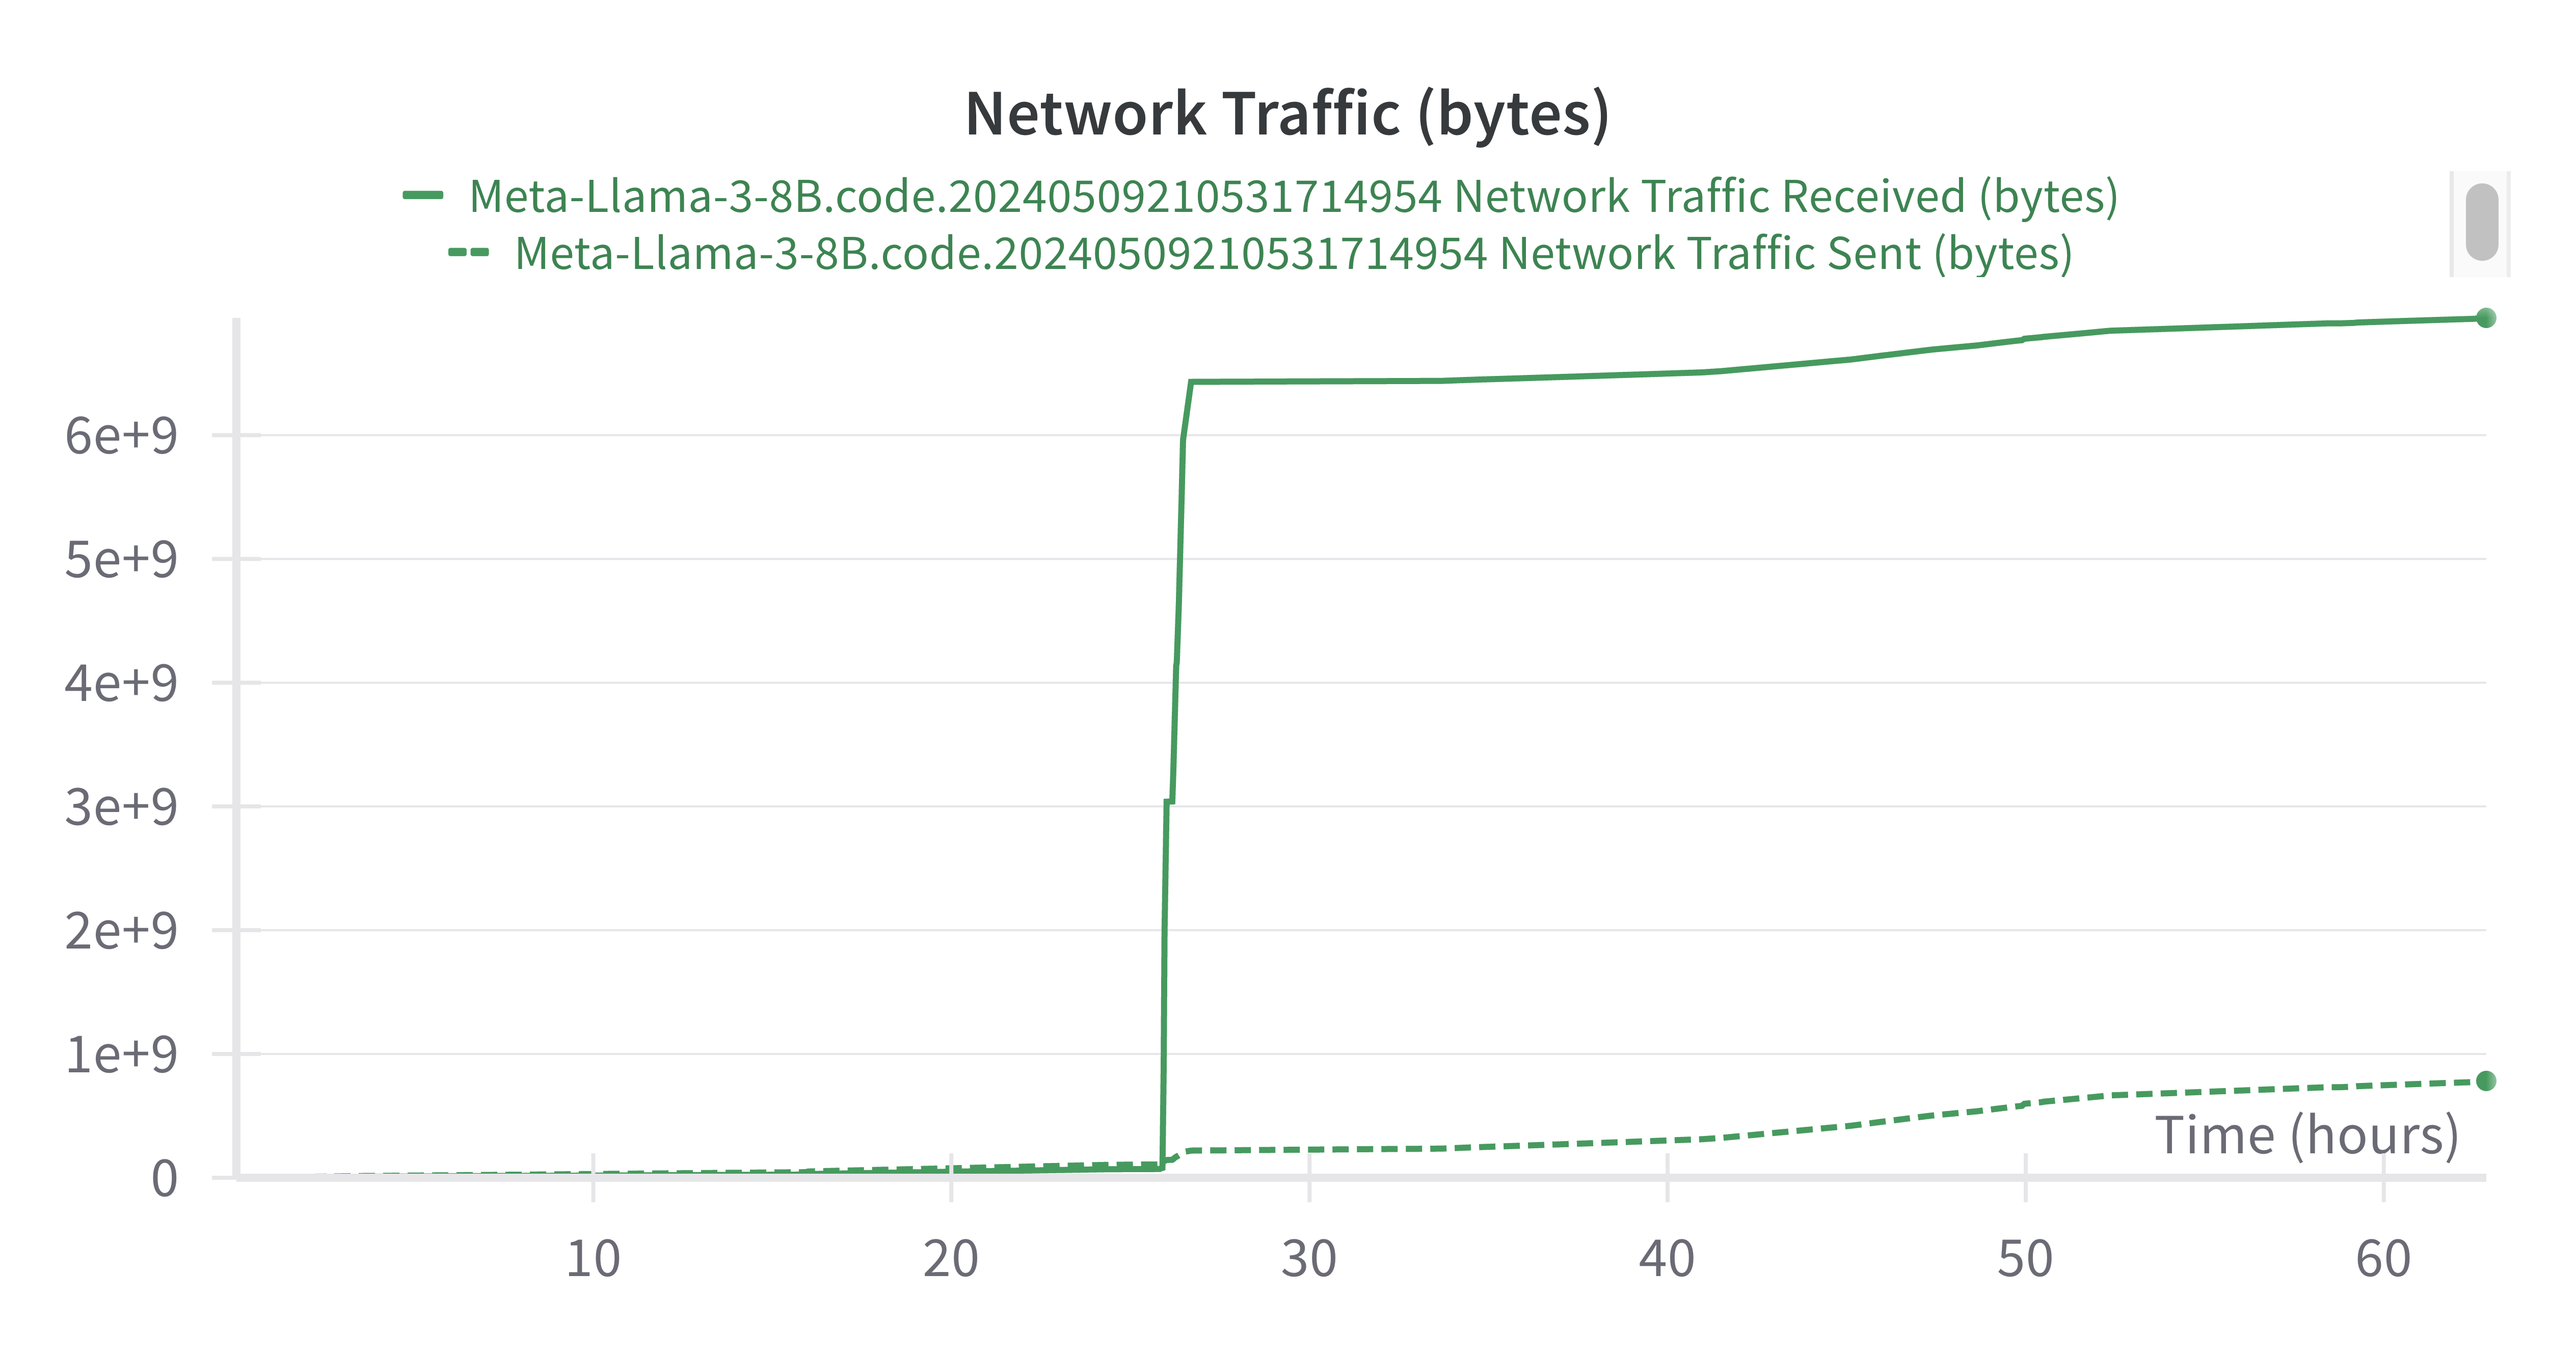 Network Traffic (bytes)
Meta-Llama-3-8B.code.20240509210531714954 Network Traffic Received (bytes)
Meta-Llama-3-8B.code.20240509210531714954 Network Traffic Sent (bytes)
6e+9
5e+9
4e+9
3e+9
2e+9
1e+9
0
Time (hours)
10 20 30 40 50 60